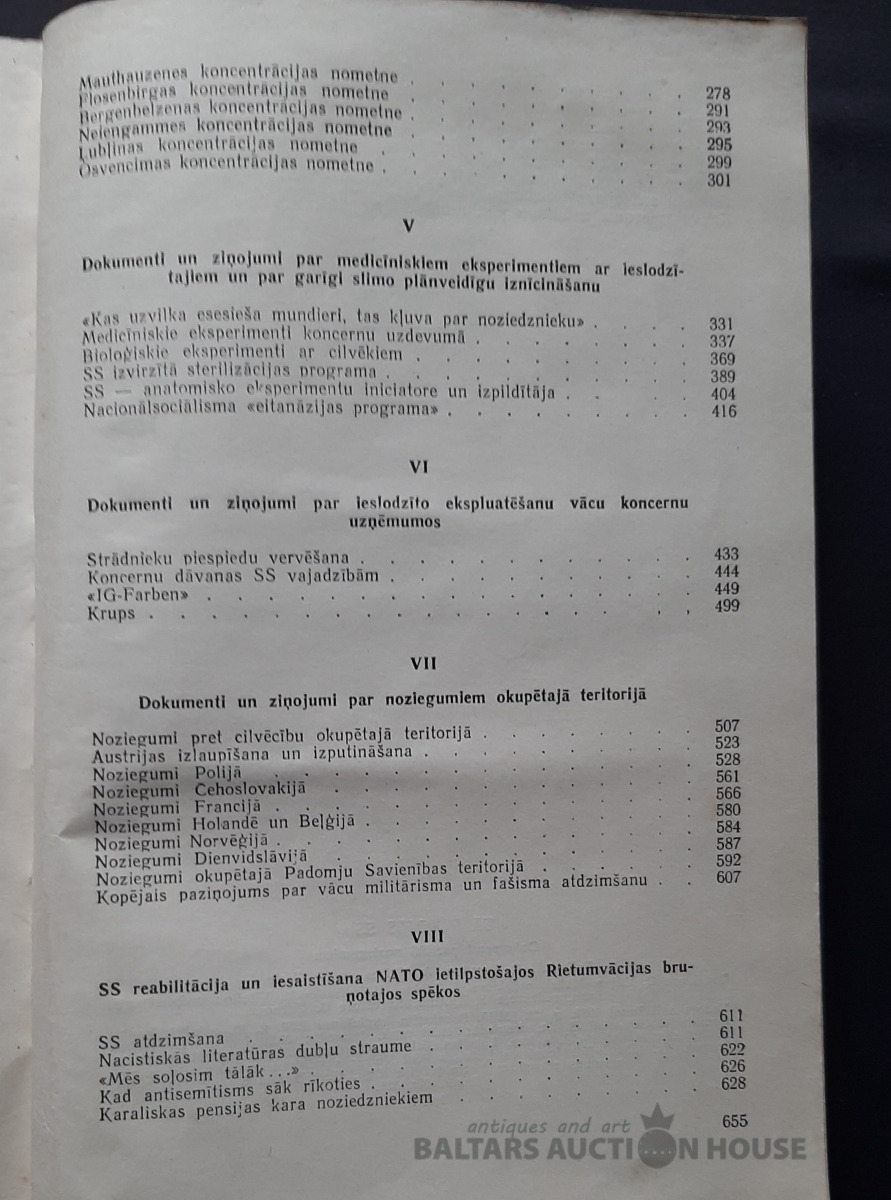 Mauthauzenes koncentrācijas nometne . . . . . . . . 278
Flosenbirgas koncentrācijas nometne . . . . . . . . 291
Bergenbelzenas koncentrācijas nometne . . . . . . . . 293
Neiengammes koncentrācijas nometne . . . . . . . . 295
Ļubļinas koncentrācijas nometne . . . . . . . . 299
Osvencimas koncentrācijas nometne . . . . . . . . 301
V
Dokumenti un ziņojumi par medicīniskiem eksperimentiem ar ieslodzī-
tajiem un par garīgi slimo plānveidīgu iznīcināšanu
«Kas uzvilka esesieša mundieri, tas kļuva par noziedznieku» . . . . 331
Medicīniskie eksperimenti koncernu uzdevumā . . . . . . . 337
Bioloģiskie eksperimenti ar cilvēkiem . . . . . . . . 369
SS izvirzītā sterilizācijas programa . . . . . . . . . 389
SS — anatomisko eksperimentu iniciatore un izpildītāja . . . . 404
Nacionālsociālisma «eitanāzijas programa» . . . . . . . . 416
VI
Dokumenti un ziņojumi par ieslodzīto ekspluatēšanu vācu koncernu
uzņēmumos
Strādnieku piespiedu vervēšana . . . . . . . . . . . 433
Koncernu dāvanas SS vajadzībām . . . . . . . . . . 444
«IG-Farben» . . . . . . . . . . . . . . . 449
Krups . . . . . . . . . . . . . . . . . 499
VII
Dokumenti un ziņojumi par noziegumiem okupētajā teritorijā
Noziegumi pret cilvēcību okupētajā teritorijā . . . . . . . 507
Austrijas izlaupīšana un izputināšana . . . . . . . . . 523
Noziegumi Polijā . . . . . . . . . . . . . . 528
Noziegumi Čehoslovakijā . . . . . . . . . . . . 561
Noziegumi Francijā . . . . . . . . . . . . . . 566
Noziegumi Holandē un Beļģijā . . . . . . . . . . . 580
Noziegumi Norvēģijā . . . . . . . . . . . . . . 584
Noziegumi Dienvidslāvijā . . . . . . . . . . . . 587
Noziegumi okupētajā Padomju Savienības teritorijā . . . . . 592
Kopējais paziņojums par vācu militārisma un fašisma atdzimšanu . . 607
VIII
SS reabilitācija un iesaistīšana NATO ietilpstošajos Rietumvācijas bru-
ņotajos spēkos
SS atdzimšana . . . . . . . . . . . . . . . 611
Nacistiskās literatūras dubļu straume . . . . . . . . . 611
«Mēs soļosim tālāk...» . . . . . . . . . . . . . 622
Kad antisemītisms sāk rīkoties . . . . . . . . . . . 626
Karaliskas pensijas kara noziedzniekiem . . . . . . . . 628
655
antiques and art
BALTARS AUCTION HOUSE